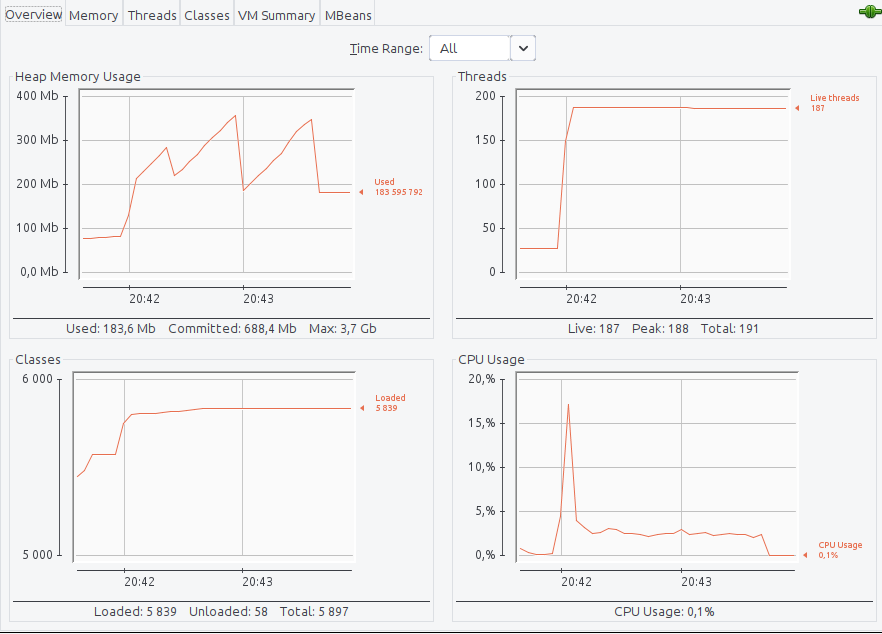 Overview Memory Threads Classes VM Summary MBeans
Time Range: All
Heap Memory Usage
400 Mb
300 Mb
200 Mb
100 Mb
0,0 Mb
Used
183 595 792
20:42 20:43
Used: 183,6 Mb Committed: 688,4 Mb Max: 3,7 Gb
Threads
200
150
100
50
0
Live threads
187
20:42 20:43
Live: 187 Peak: 188 Total: 191
Classes
6 000
5 000
Loaded
5 839
20:42 20:43
Loaded: 5 839 Unloaded: 58 Total: 5 897
CPU Usage
20,%
15,%
10,%
5,%
0,%
CPU Usage
0,1%
20:42 20:43
CPU Usage: 0,1%